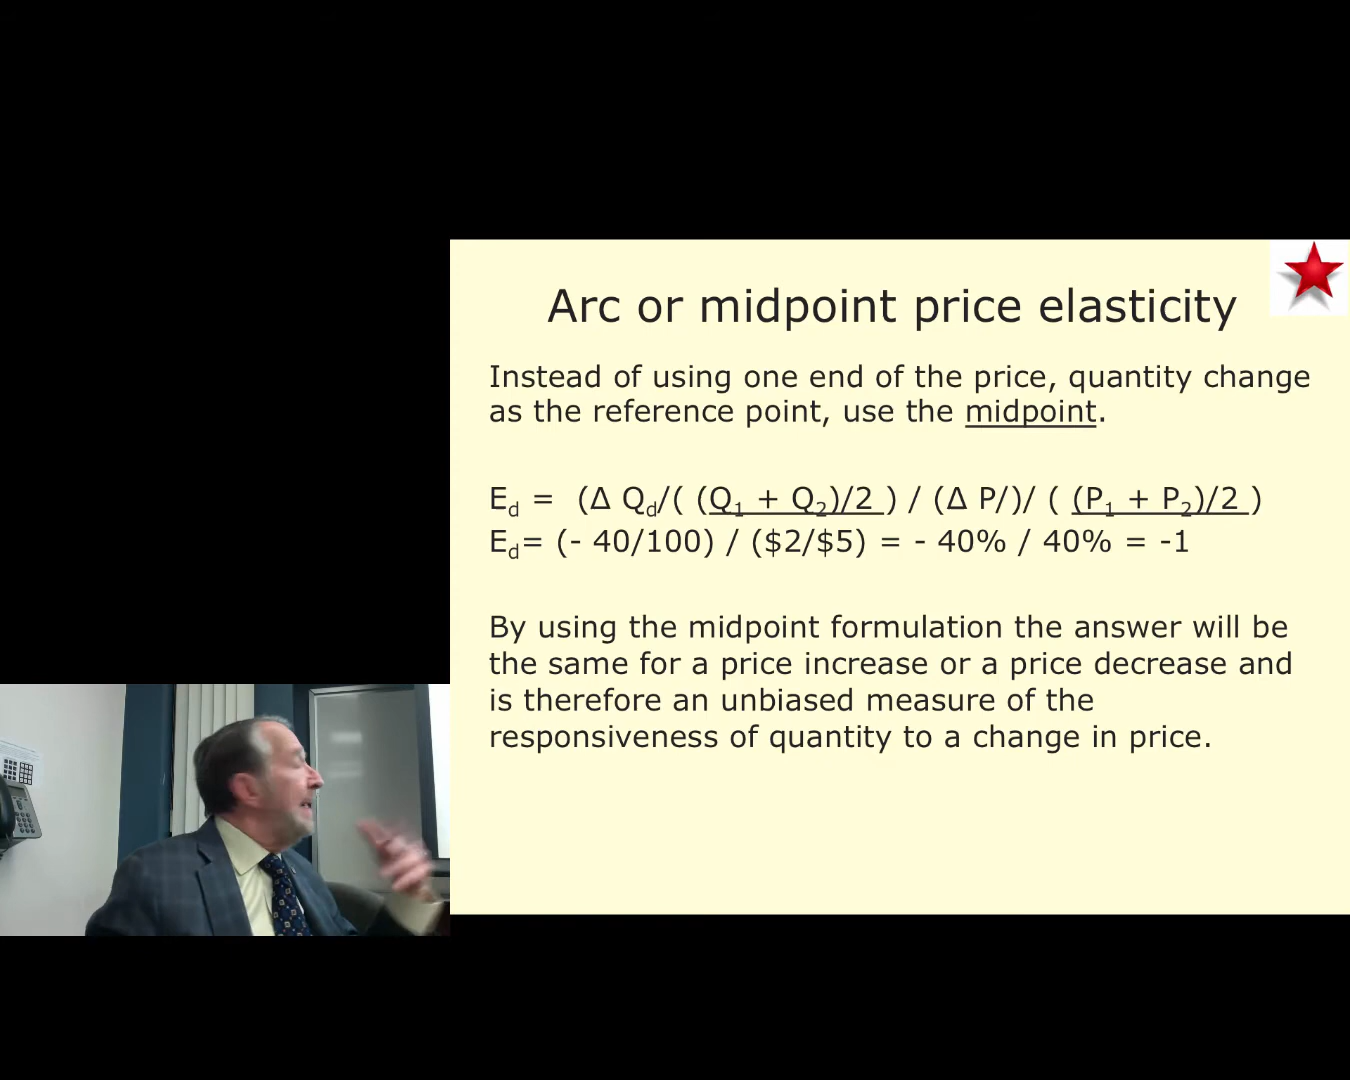 Arc or midpoint price elasticity
Instead of using one end of the price, quantity change
as the reference point, use the midpoint.
E_d = (Δ Q_d/( (Q_1 + Q_2)/2 ) / (Δ P/)/ ( (P_1 + P_2)/2 )
E_d= (- 40/100) / ($2/$5) = - 40% / 40% = -1
By using the midpoint formulation the answer will be
the same for a price increase or a price decrease and
is therefore an unbiased measure of the
responsiveness of quantity to a change in price.